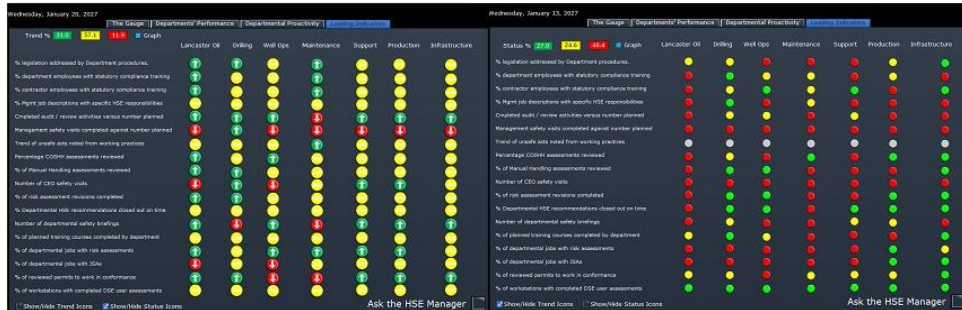 Wednesday, January 20, 2027
The Gauge Departments' Performance Departmental Proactivity Leading Indicators
Trend % 31.0 57.1 11.9 Graph
Lancaster Oil Drilling Well Ops Maintenance Support Production Infrastructure
% legislation addressed by Department procedures.
% department employees with statutory compliance training
% contractor employees with statutory compliance training
% Mgmt job descriptions with specific HSE responsibilities
Cmpleted audit / review activities versus number planned
Management safety visits completed against number planned
Trend of unsafe acts noted from working practices
Percentage COSHH assessments reviewed
% of Manual Handling assessments reviewed
Number of CEO safety visits
% of risk assessment revisions completed
% Departmental HSE recommendations closed out on time
Number of departmental safety briefings
% of planned training courses completed by department
% of departmental jobs with risk assessments
% of departmental jobs with JSAs
% of reviewed permits to work in conformance
% of workstations with completed DSE user assessments
Show/Hide Trend Icons Show/Hide Status Icons
Ask the HSE Manager
Wednesday, January 13, 2027
The Gauge Departments' Performance Departmental Proactivity Leading Indicators
Status % 27.0 24.6 48.4 Graph
Lancaster Oil Drilling Well Ops Maintenance Support Production Infrastructure
% legislation addressed by Department procedures.
% department employees with statutory compliance training
% contractor employees with statutory compliance training
% Mgmt job descriptions with specific HSE responsibilities
Cmpleted audit / review activities versus number planned
Management safety visits completed against number planned
Trend of unsafe acts noted from working practices
Percentage COSHH assessments reviewed
% of Manual Handling assessments reviewed
Number of CEO safety visits
% of risk assessment revisions completed
% Departmental HSE recommendations closed out on time
Number of departmental safety briefings
% of planned training courses completed by department
% of departmental jobs with risk assessments
% of departmental jobs with JSAs
% of reviewed permits to work in conformance
% of workstations with completed DSE user assessments
Show/Hide Trend Icons Show/Hide Status Icons
Ask the HSE Manager